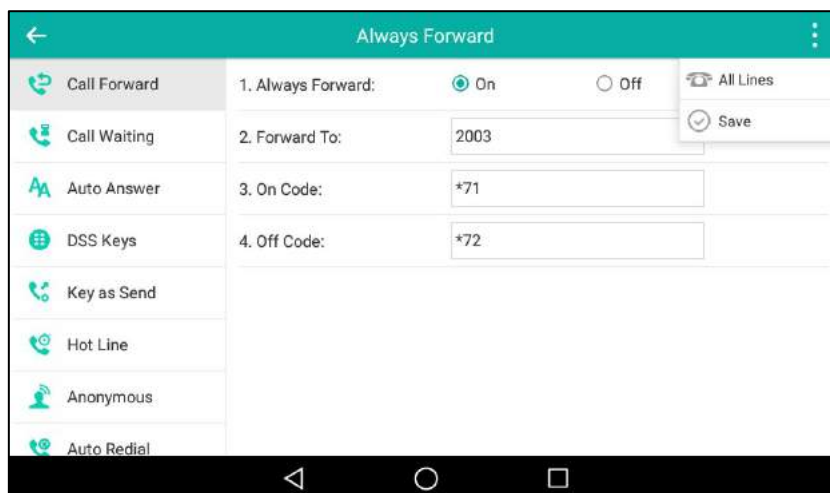 Always Forward
Call Forward
Call Waiting
Auto Answer
DSS Keys
Key as Send
Hot Line
Anonymous
Auto Redial
1. Always Forward: On Off
2. Forward To: 2003
3. On Code: *71
4. Off Code: *72
All Lines
Save